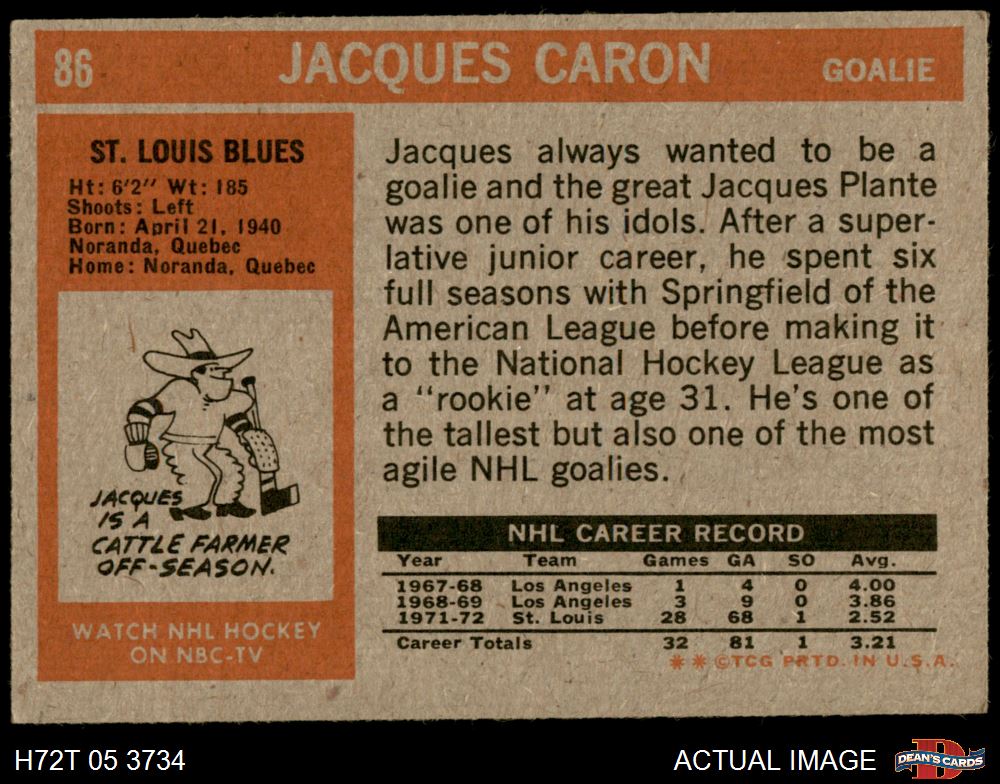 86 JACQUES CARON GOALIE
ST. LOUIS BLUES
Ht: 6'2" Wt: 185
Shoots: Left
Born: April 21, 1940
Noranda, Quebec
Home: Noranda, Quebec
JACQUES
IS A
CATTLE FARMER
OFF-SEASON.
WATCH NHL HOCKEY
ON NBC-TV
Jacques always wanted to be a
goalie and the great Jacques Plante
was one of his idols. After a super-
lative junior career, he spent six
full seasons with Springfield of the
American League before making it
to the National Hockey League as
a "rookie" at age 31. He's one of
the tallest but also one of the most
agile NHL goalies.
NHL CAREER RECORD
Year Team Games GA SO Avg.
1967-68 Los Angeles 1 4 0 4.00
1968-69 Los Angeles 3 9 0 3.86
1971-72 St. Louis 28 68 1 2.52
Career Totals 32 81 1 3.21
**©TCG PRTD. IN U.S.A.
H72T 05 3734 ACTUAL IMAGE DEAN'S CARDS